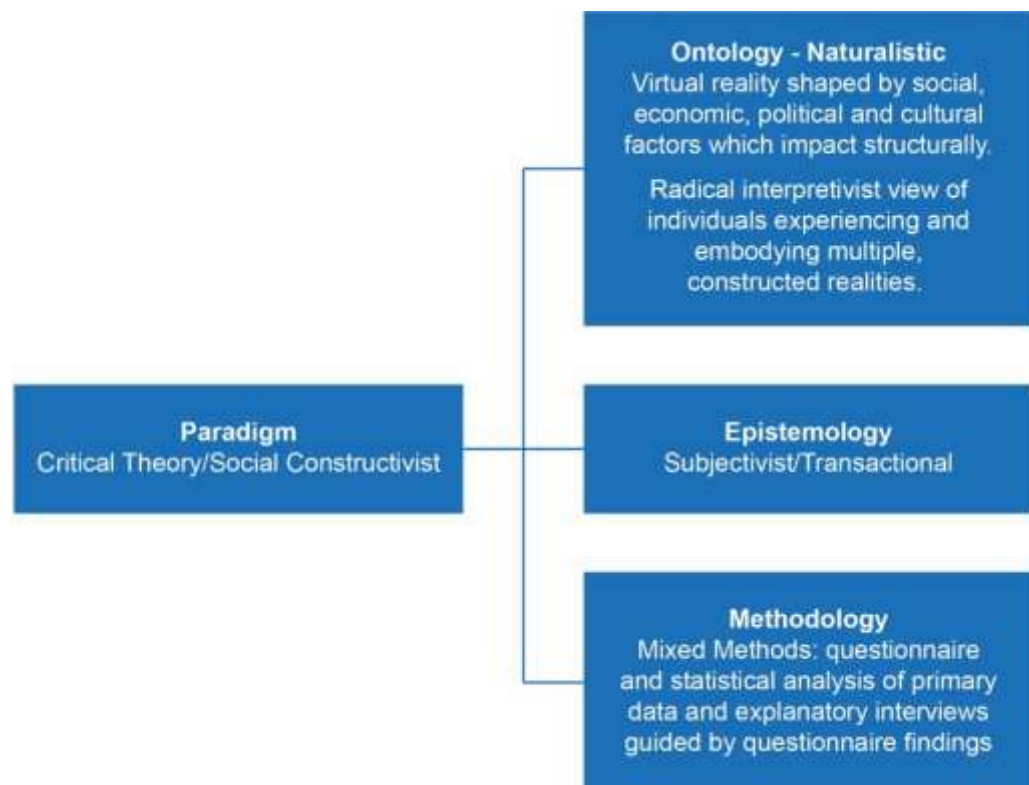 Ontology - Naturalistic
Virtual reality shaped by social,
economic, political and cultural
factors which impact structurally.
Radical interpretivist view of
individuals experiencing and
embodying multiple,
constructed realities.
Paradigm
Critical Theory/Social Constructivist
Epistemology
Subjectivist/Transactional
Methodology
Mixed Methods: questionnaire
and statistical analysis of primary
data and explanatory interviews
guided by questionnaire findings